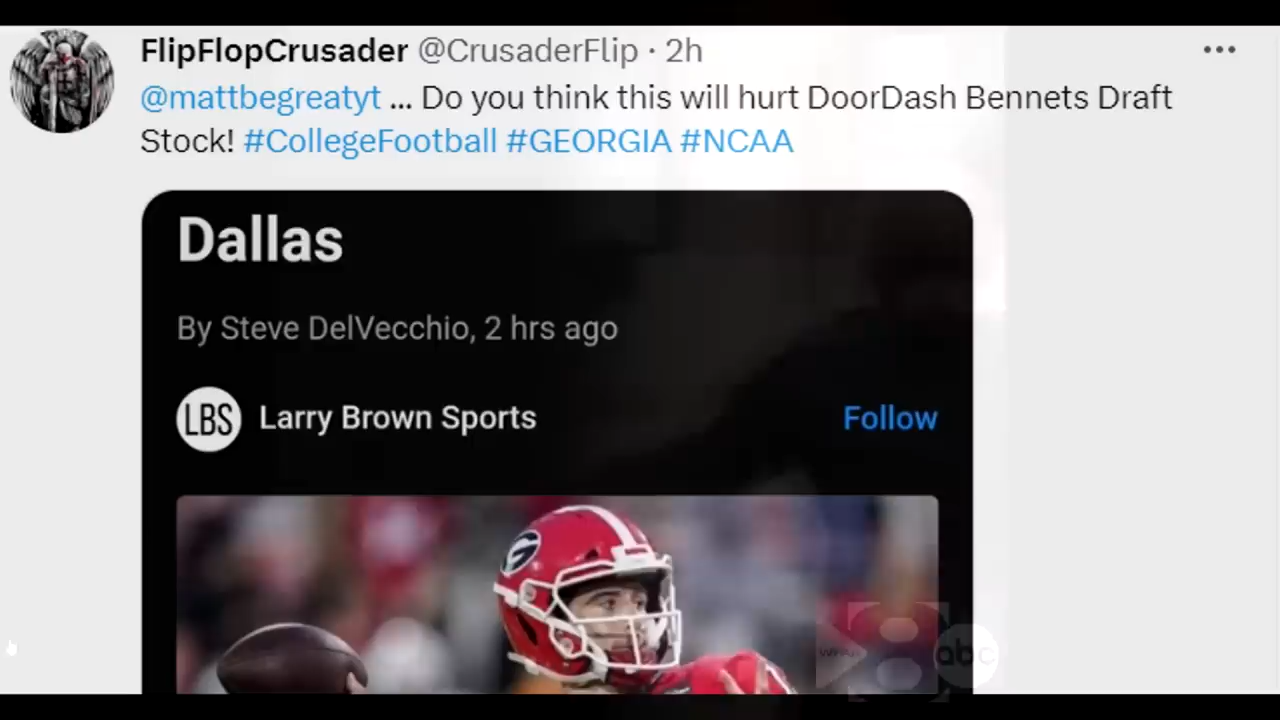 FlipFlopCrusader @CrusaderFlip · 2h
@mattbegreatyt ... Do you think this will hurt DoorDash Bennets Draft
Stock! #CollegeFootball #GEORGIA #NCAA
Dallas
By Steve DelVecchio, 2 hrs ago
LBS Larry Brown Sports Follow
G
abc